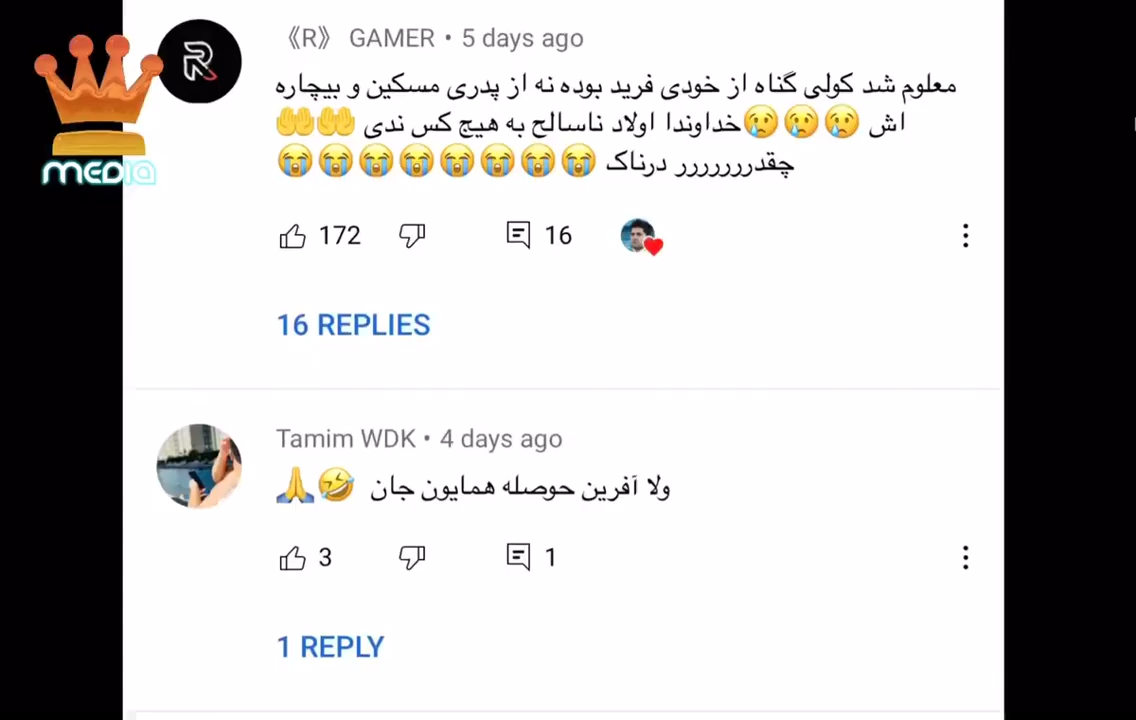 《R》 GAMER • 5 days ago
معلوم شد کولی گناه از خودی فرید بوده نه از پدری مسکین و بیچاره
اش 😢😢😢خداوندا اولاد ناسالح به هیچ کس ندی 🤲🤲
چقدرررررررر درناک 😭😭😭😭😭😭😭😭
172 16
16 REPLIES
Tamim WDK • 4 days ago
ولا آفرین حوصله همایون جان 🤣🙏
3 1
1 REPLY
MEDIA